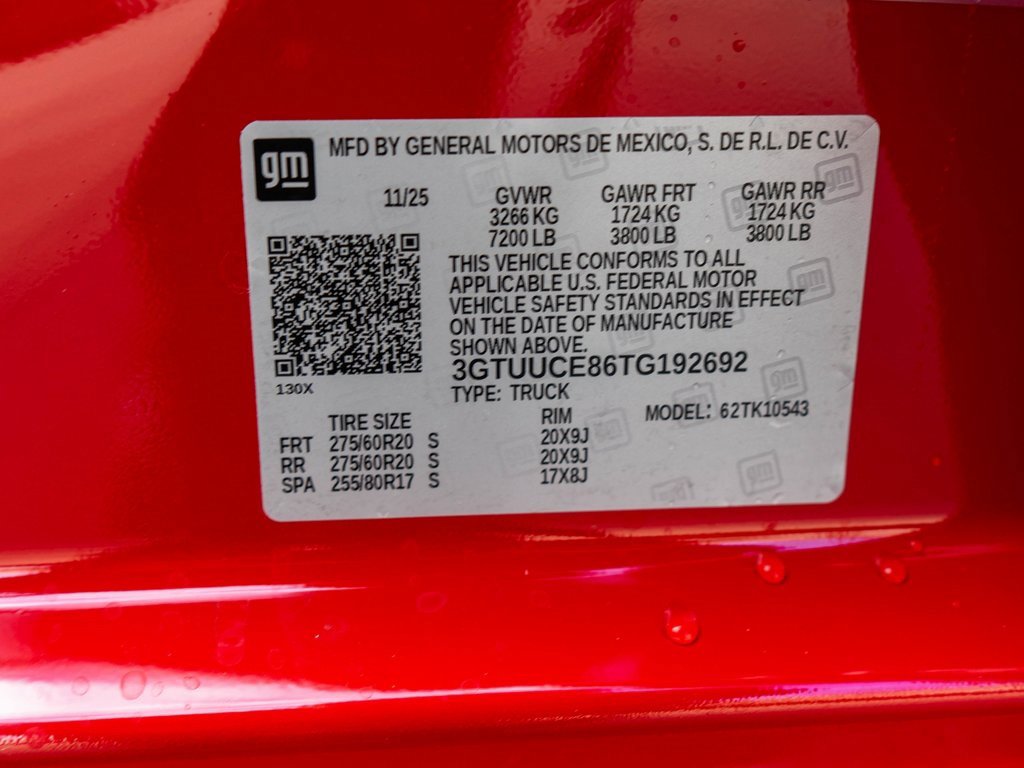 gm MFD BY GENERAL MOTORS DE MEXICO, S. DE R.L. DE C.V.
11/25 GVWR GAWR FRT GAWR RR
3266 KG 1724 KG 1724 KG
7200 LB 3800 LB 3800 LB
THIS VEHICLE CONFORMS TO ALL
APPLICABLE U.S. FEDERAL MOTOR
VEHICLE SAFETY STANDARDS IN EFFECT
ON THE DATE OF MANUFACTURE
SHOWN ABOVE.
3GTUUCE86TG192692
130X
TYPE: TRUCK
TIRE SIZE RIM MODEL: 62TK10543
FRT 275/60R20 S 20X9J
RR 275/60R20 S 20X9J
SPA 255/80R17 S 17X8J